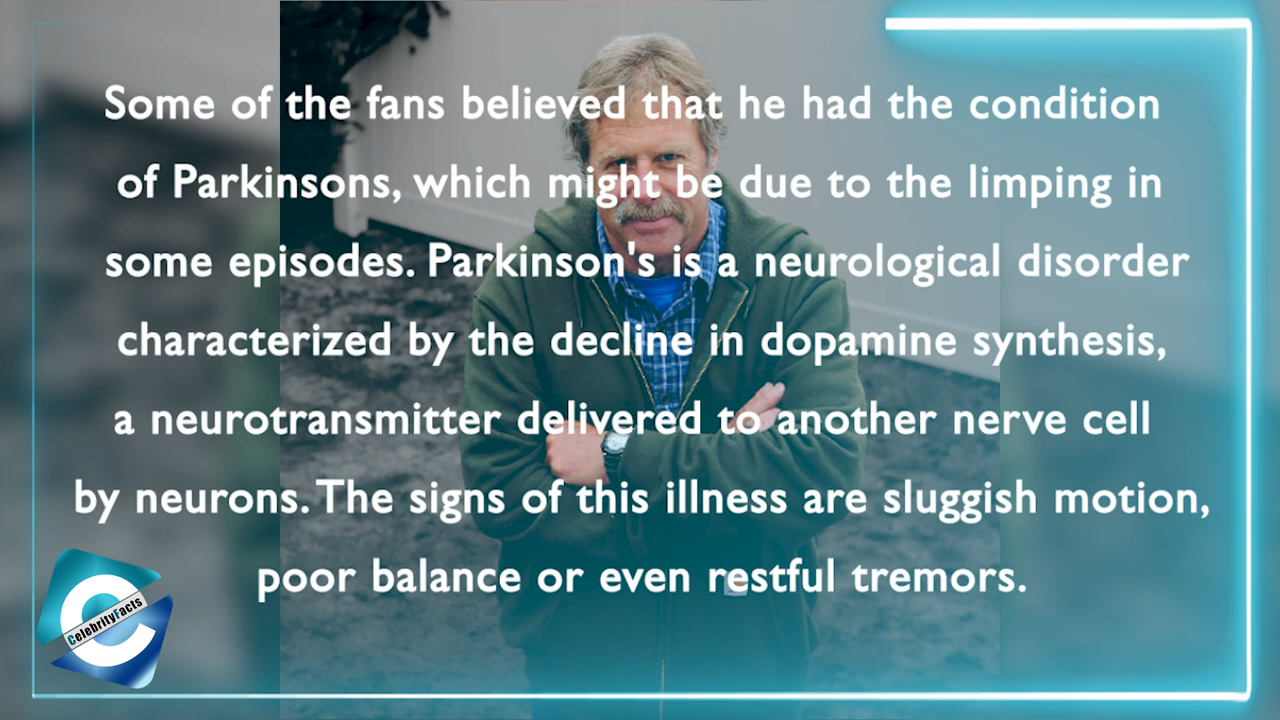 Some of the fans believed that he had the condition
of Parkinsons, which might be due to the limping in
some episodes. Parkinson's is a neurological disorder
characterized by the decline in dopamine synthesis,
a neurotransmitter delivered to another nerve cell
by neurons. The signs of this illness are sluggish motion,
poor balance or even restful tremors.
CelebrityFacts